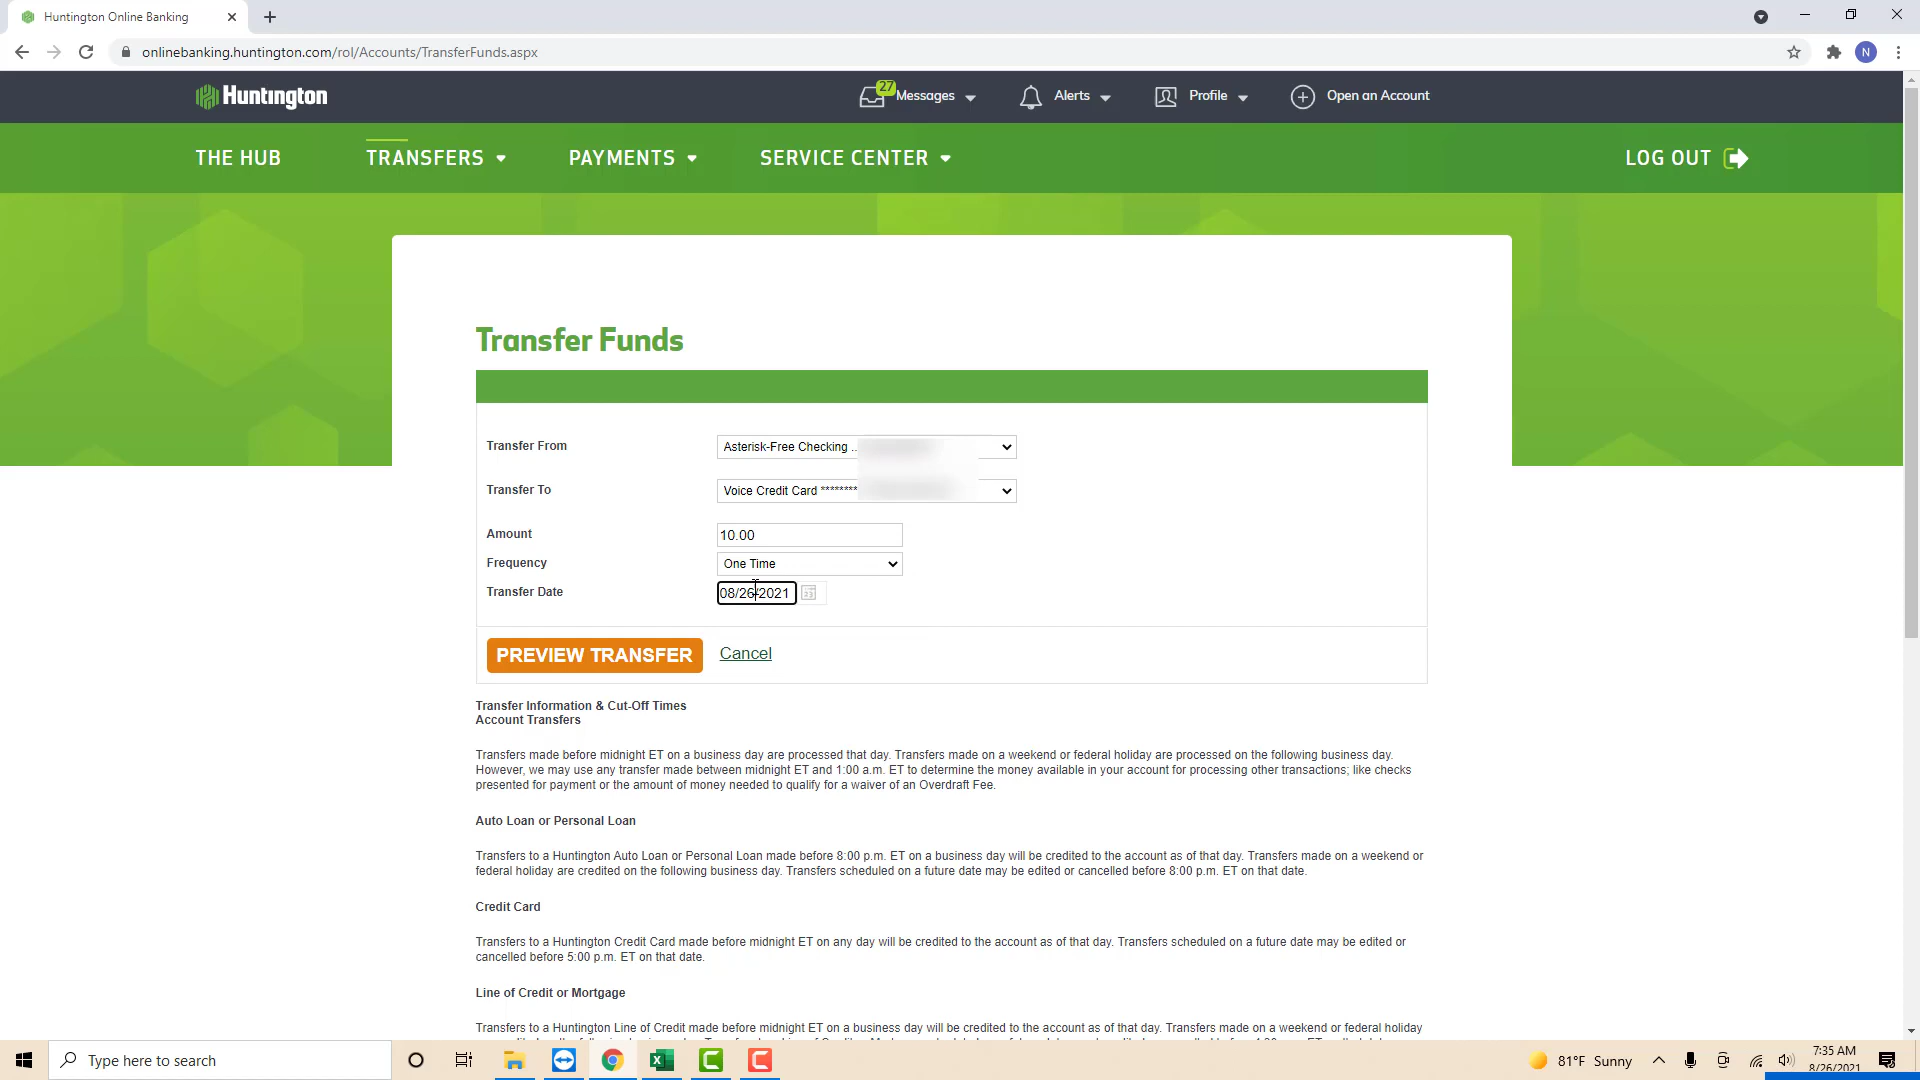 Huntington Online Banking
onlinebanking.huntington.com/rol/Accounts/TransferFunds.aspx
N
Huntington
27
Messages
Alerts
Profile
Open an Account
THE HUB
TRANSFERS
PAYMENTS
SERVICE CENTER
LOG OUT
Transfer Funds
Transfer From
Asterisk-Free Checking ..
Transfer To
Voice Credit Card ********
Amount
10.00
Frequency
One Time
Transfer Date
08/26/2021
PREVIEW TRANSFER
Cancel
Transfer Information & Cut-Off Times
Account Transfers
Transfers made before midnight ET on a business day are processed that day. Transfers made on a weekend or federal holiday are processed on the following business day.
However, we may use any transfer made between midnight ET and 1:00 a.m. ET to determine the money available in your account for processing other transactions; like checks
presented for payment or the amount of money needed to qualify for a waiver of an Overdraft Fee.
Auto Loan or Personal Loan
Transfers to a Huntington Auto Loan or Personal Loan made before 8:00 p.m. ET on a business day will be credited to the account as of that day. Transfers made on a weekend or
federal holiday are credited on the following business day. Transfers scheduled on a future date may be edited or cancelled before 8:00 p.m. ET on that date.
Credit Card
Transfers to a Huntington Credit Card made before midnight ET on any day will be credited to the account as of that day. Transfers scheduled on a future date may be edited or
cancelled before 5:00 p.m. ET on that date.
Line of Credit or Mortgage
Transfers to a Huntington Line of Credit made before midnight ET on a business day will be credited to the account as of that day. Transfers made on a weekend or federal holiday
Type here to search
81°F Sunny
7:35 AM
8/26/2021